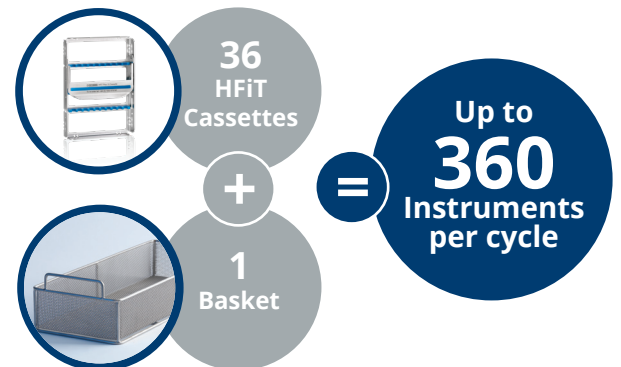 36
HFiT
Cassettes
+
1
Basket
=
Up to
360
Instruments
per cycle